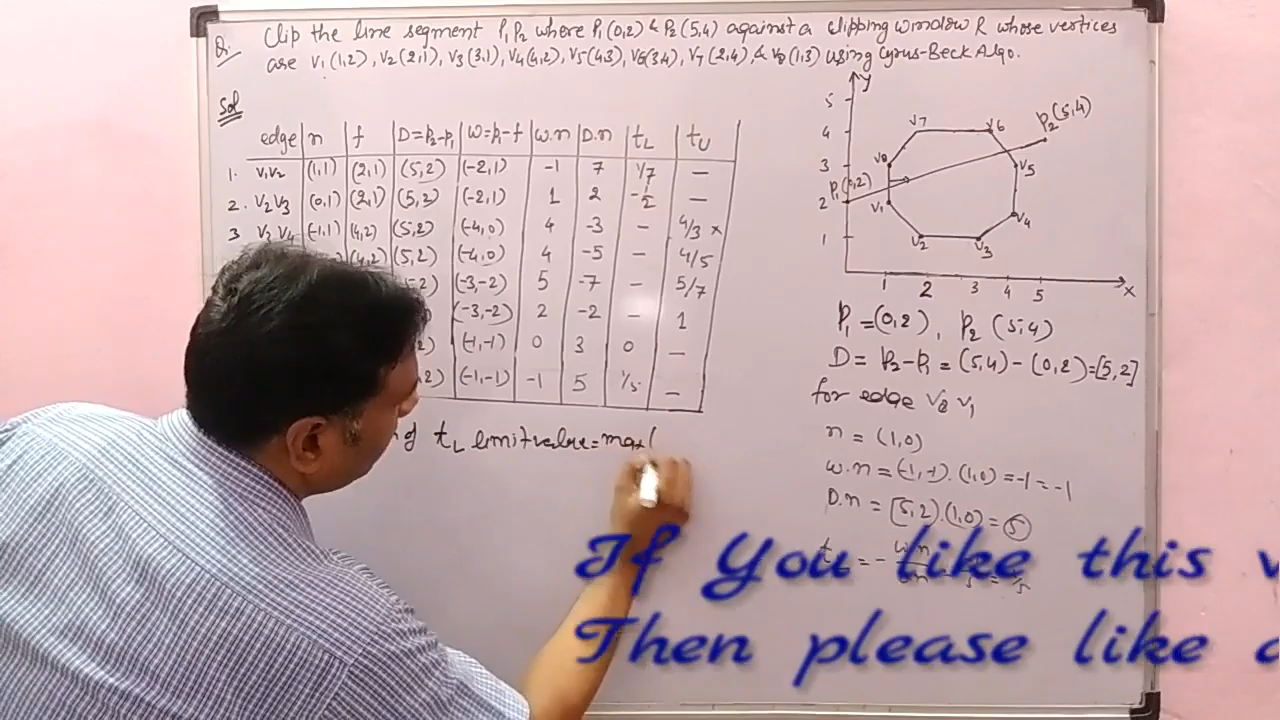 Q:. Clip the line segment P₁P₂ where P₁(0,2) & P₂(5,4) against a clipping window R whose vertices
are V₁(1,2), V₂(2,1), V₃(3,1), V₄(4,2), V₅(4,3), V₆(3,4), V₇(2,4), & V₈(1,3) using Cyrus-Beck Algo.
Sol
edge n f D=P₂-P₁ W=P₁-f W.n D.n tL tU
1. V₁V₂ (1,1) (2,1) (5,2) (-2,1) -1 7 1/7 —
2. V₂V₃ (0,1) (2,1) (5,2) (-2,1) 1 2 -1/2 —
3 V₃V₄ (-1,1) (4,2) (5,2) (-4,0) 4 -3 - 4/3 x
(4,2) (5,2) (-4,0) 4 -5 - 4/5
(-3,-2) 5 -7 - 5/7
(-3,-2) 2 -2 - 1
(-1,-1) 0 3 0 —
(-1,-1) -1 5 1/5 —
of tL limit value = max(
y
5
4
3
2
1
1 2 3 4 5 x
V₇ V₆ P₂(5,4)
V₈ V₅
P₁(0,2)
V₁ V₄
V₂ V₃
P₁ = (0,2), P₂ (5,4)
D = P₂-P₁ = (5,4) - (0,2) = [5,2]
for edge V₈ V₁
n = (1,0)
W.n = (-1,-1).(1,0) = -1 = -1
D.n = [5,2].(1,0) = 5
If You like this
Then please like